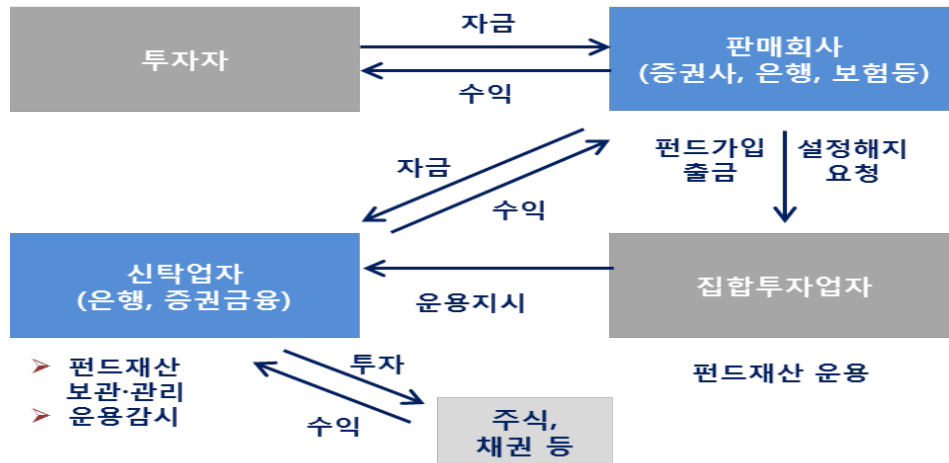 자금
투자자
판매회사
(증권사, 은행, 보험등)
수익
자금
펀드가입
출금
설정해지
요청
수익
신탁업자
(은행, 증권금융)
운용지시
집합투자업자
펀드재산
보관·관리
운용감시
투자
수익
펀드재산 운용
주식,
채권 등